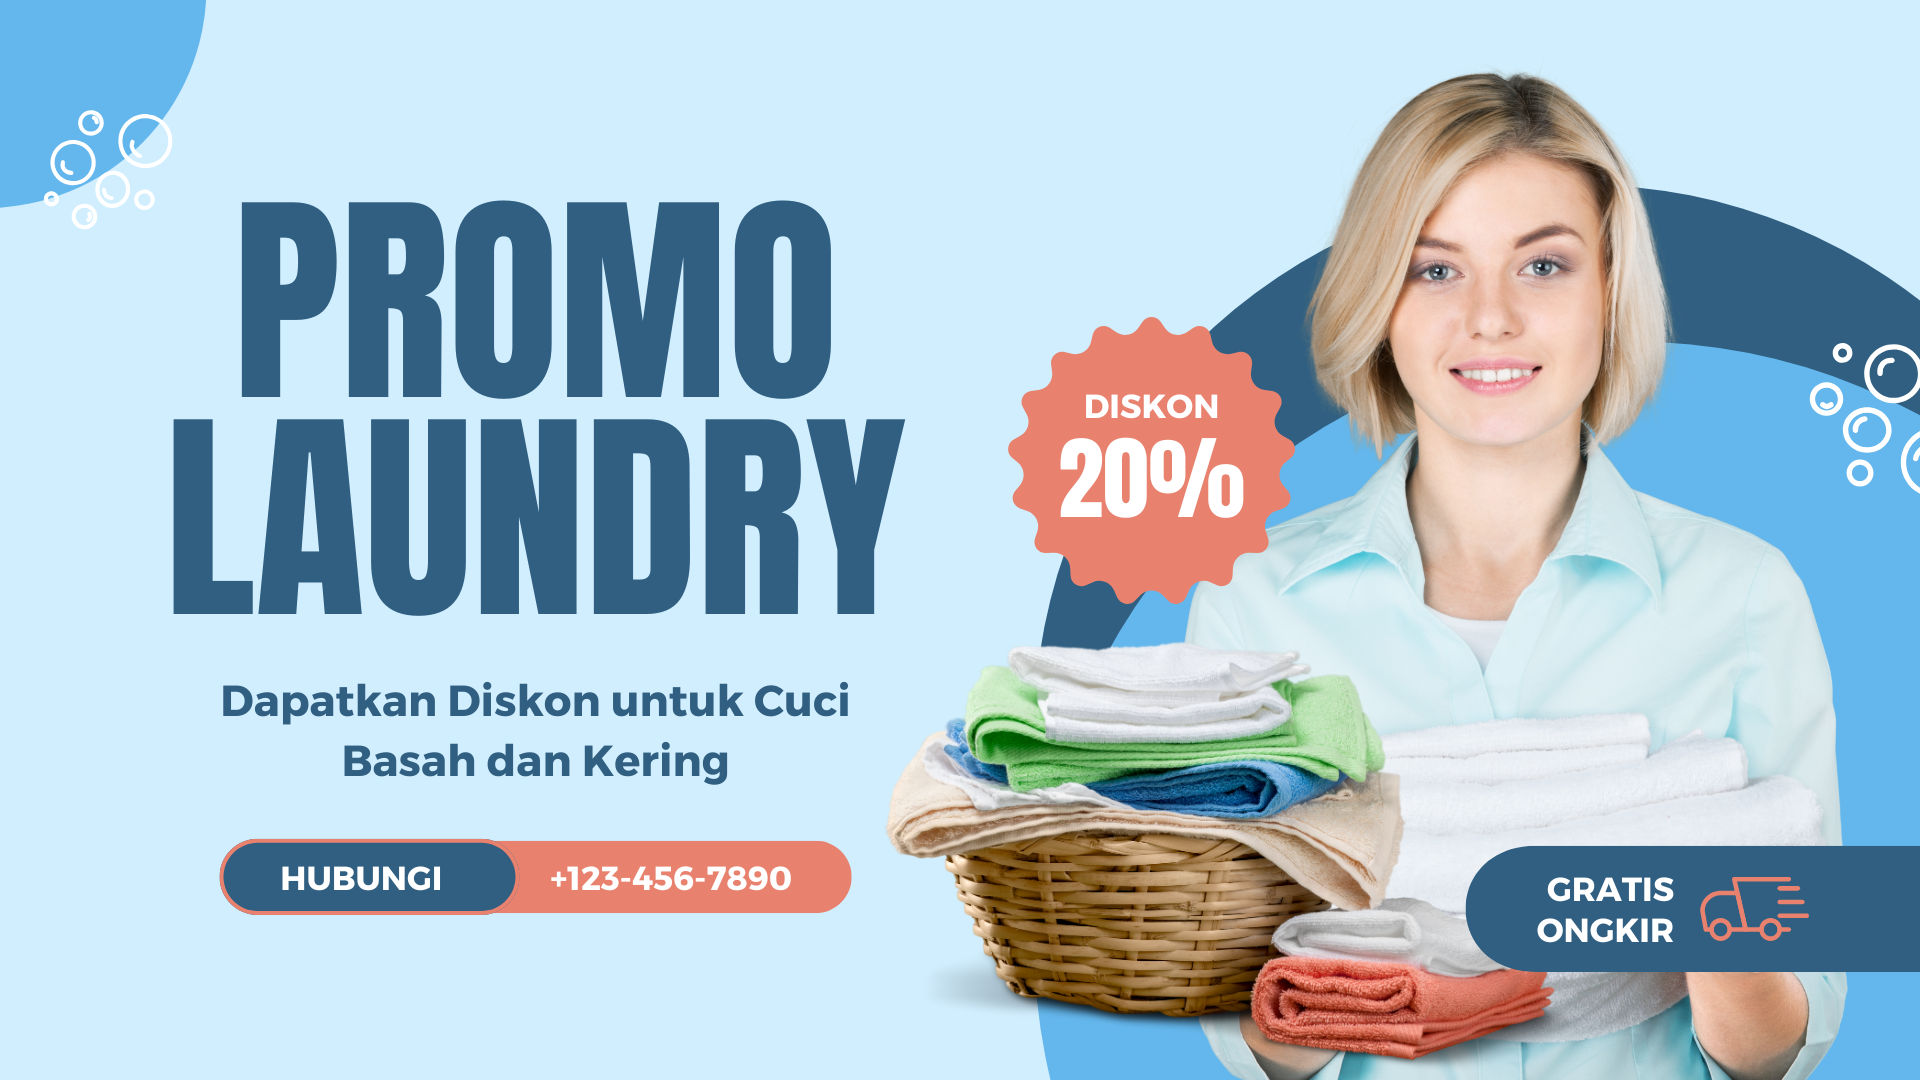 PROMO
LAUNDRY
Dapatkan Diskon untuk Cuci
Basah dan Kering
HUBUNGI +123-456-7890
DISKON
20%
GRATIS
ONGKIR